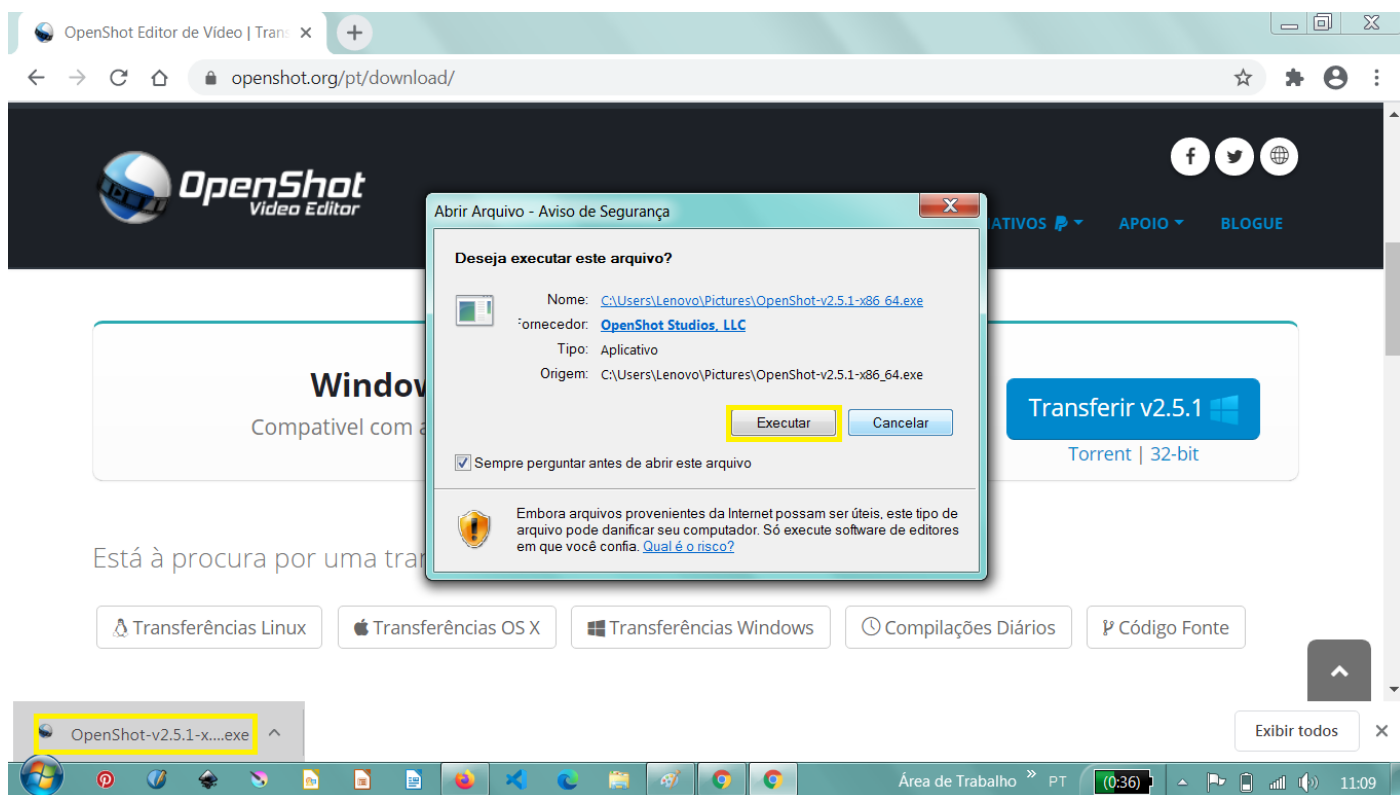 OpenShot Editor de Vídeo | Trans
openshot.org/pt/download/
OpenShot
Video Editor
ATIVOS
APOIO
BLOGUE
Abrir Arquivo - Aviso de Segurança
Deseja executar este arquivo?
Nome: C:\Users\Lenovo\Pictures\OpenShot-v2.5.1-x86_64.exe
Fornecedor: OpenShot Studios, LLC
Tipo: Aplicativo
Origem: C:\Users\Lenovo\Pictures\OpenShot-v2.5.1-x86_64.exe
Executar
Cancelar
Sempre perguntar antes de abrir este arquivo
Embora arquivos provenientes da Internet possam ser úteis, este tipo de
arquivo pode danificar seu computador. Só execute software de editores
em que você confia. Qual é o risco?
Window
Compativel com a
Transferir v2.5.1
Torrent | 32-bit
Está à procura por uma tran
Transferências Linux
Transferências OS X
Transferências Windows
Compilações Diários
Código Fonte
OpenShot-v2.5.1-x....exe
Exibir todos
Área de Trabalho » PT (0:36) 11:09